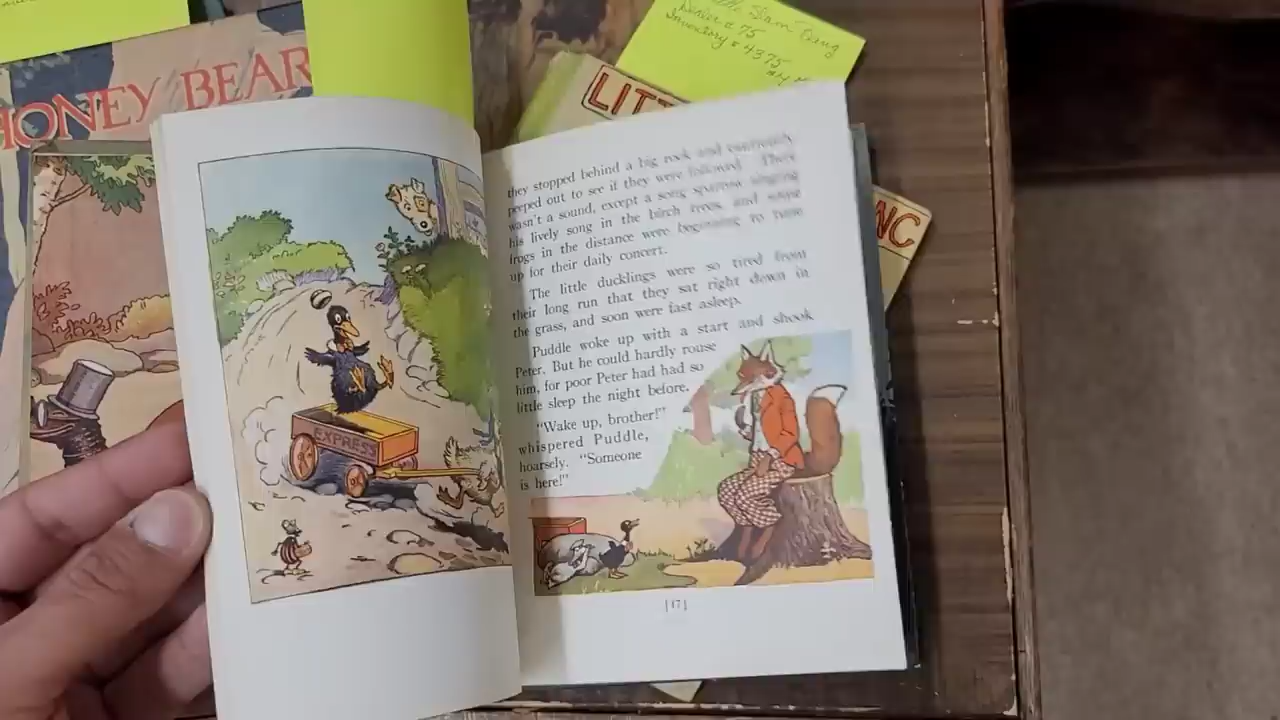 Dealer # 75
Inventory # 4375
HONEY BEAR
LITT
NC
EXPRESS
they stopped behind a big rock and cautiously
peeped out to see if they were followed. There
wasn't a sound, except a song sparrow singing
his lively song in the birch trees, and some
frogs in the distance were beginning to tune
up for their daily concert.
The little ducklings were so tired from
their long run that they sat right down in
the grass, and soon were fast asleep.
Puddle woke up with a start and shook
Peter. But he could hardly rouse
him, for poor Peter had had so
little sleep the night before.
"Wake up, brother!"
whispered Puddle,
hoarsely. "Someone
is here!"
[17]